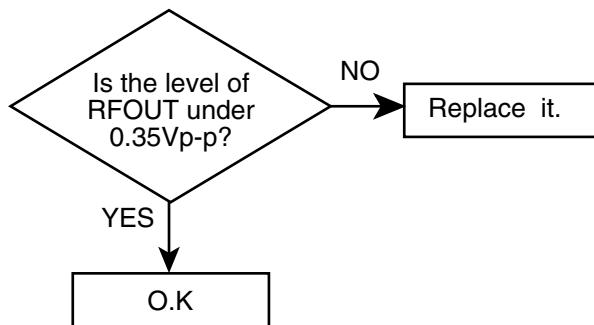 Is the level of
RFOUT under
0.35Vp-p?
NO
Replace it.
YES
O.K